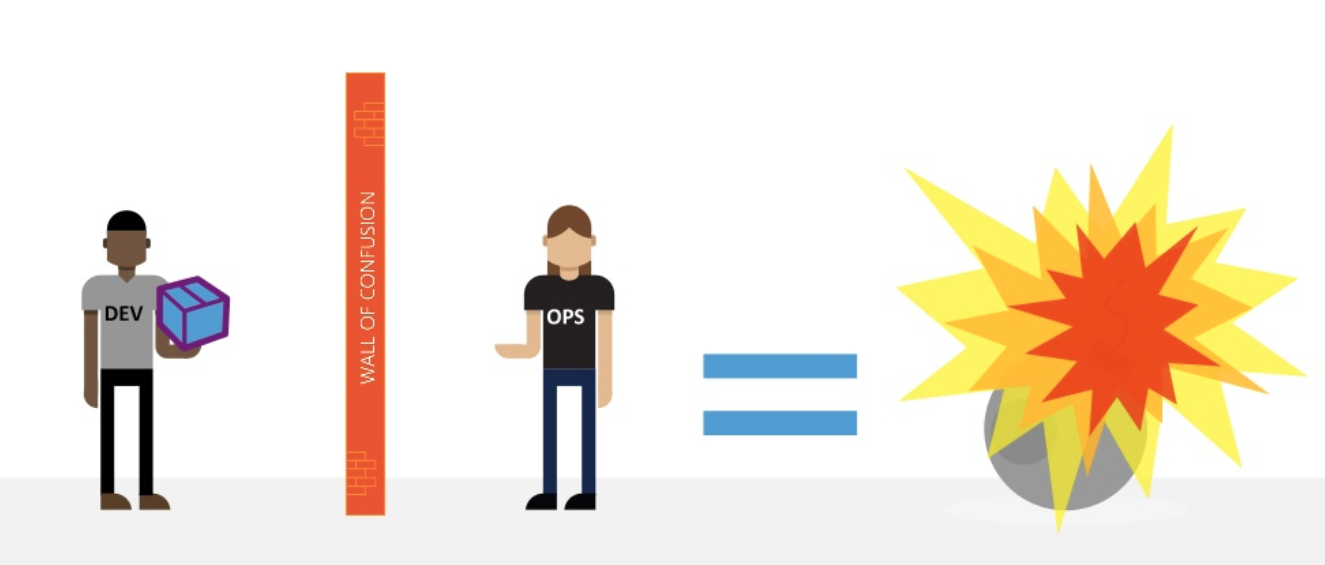 DEV
WALL OF CONFUSION
OPS